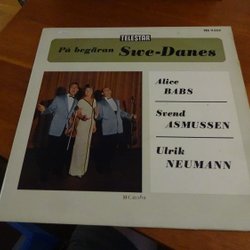 TELESTAR
På begäran Swe-Danes
Alice
BABS
Svend
ASMUSSEN
Ulrik
NEUMANN